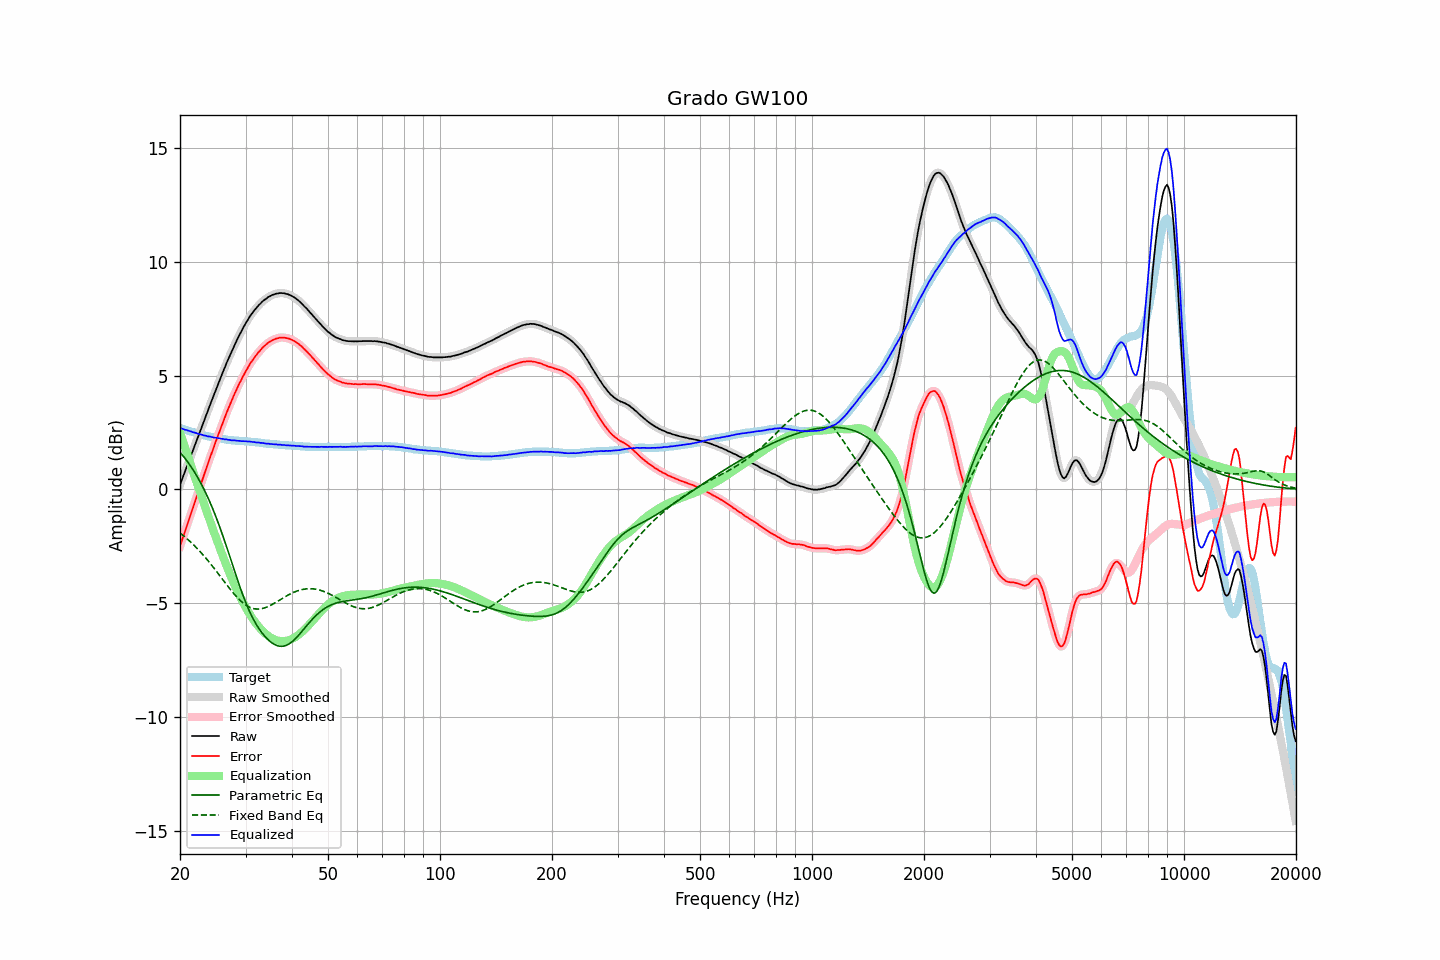 Grado GW100
Amplitude (dBr)
15
10
5
0
−5
−10
−15
Target
Raw Smoothed
Error Smoothed
Raw
Error
Equalization
Parametric Eq
Fixed Band Eq
Equalized
20
50
100
200
500
1000
2000
5000
10000
20000
Frequency (Hz)